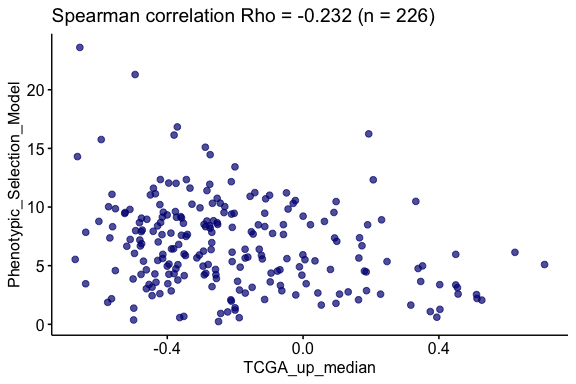 Spearman correlation Rho = -0.232 (n = 226)
Phenotypic_Selection_Model
20
15
10
5
0
-0.4
0.0
0.4
TCGA_up_median